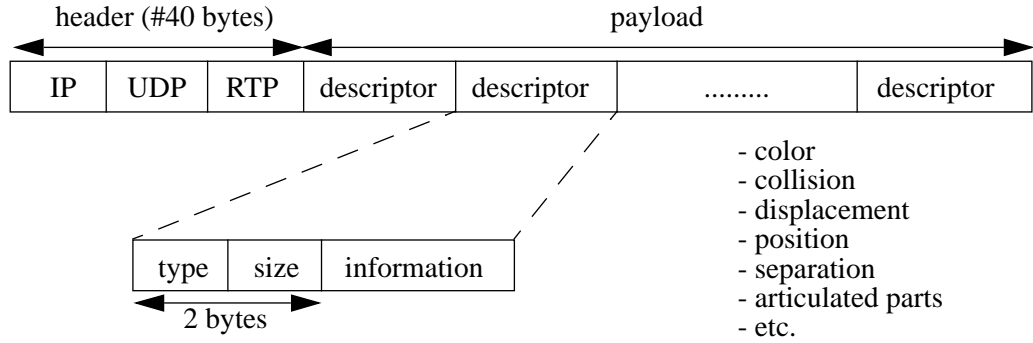 header (#40 bytes) payload
IP UDP RTP descriptor descriptor ......... descriptor
- color
- collision
- displacement
- position
- separation
- articulated parts
- etc.
type size information
2 bytes